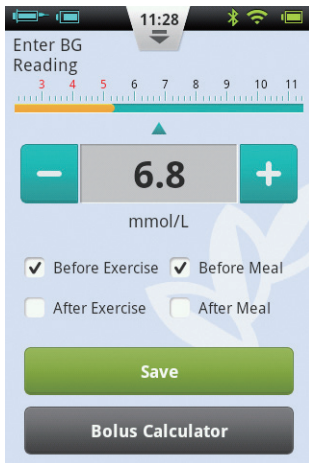 11:28
Enter BG
Reading
3 4 5 6 7 8 9 10 11
6.8
mmol/L
Before Exercise Before Meal
After Exercise After Meal
Save
Bolus Calculator